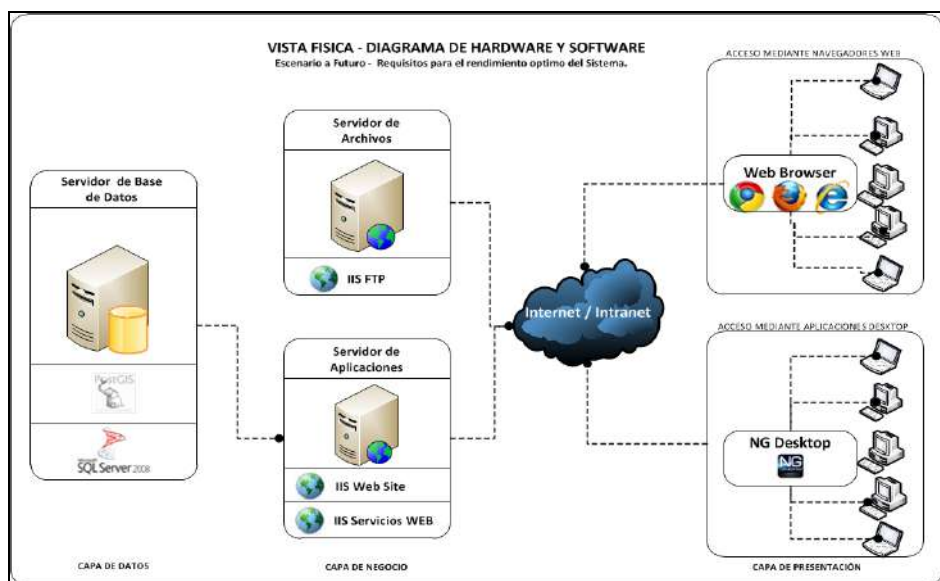 VISTA FISICA - DIAGRAMA DE HARDWARE Y SOFTWARE
Escenario a Futuro - Requisitos para el rendimiento optimo del Sistema.
Servidor de Base
de Datos
PostGIS
Microsoft
SQL Server 2008
CAPA DE DATOS
Servidor de
Archivos
IIS FTP
Servidor de
Aplicaciones
IIS Web Site
IIS Servicios WEB
CAPA DE NEGOCIO
Internet / Intranet
ACCESO MEDIANTE NAVEGADORES WEB
Web Browser
ACCESO MEDIANTE APLICACIONES DESKTOP
NG Desktop
NG
CAPA DE PRESENTACIÓN